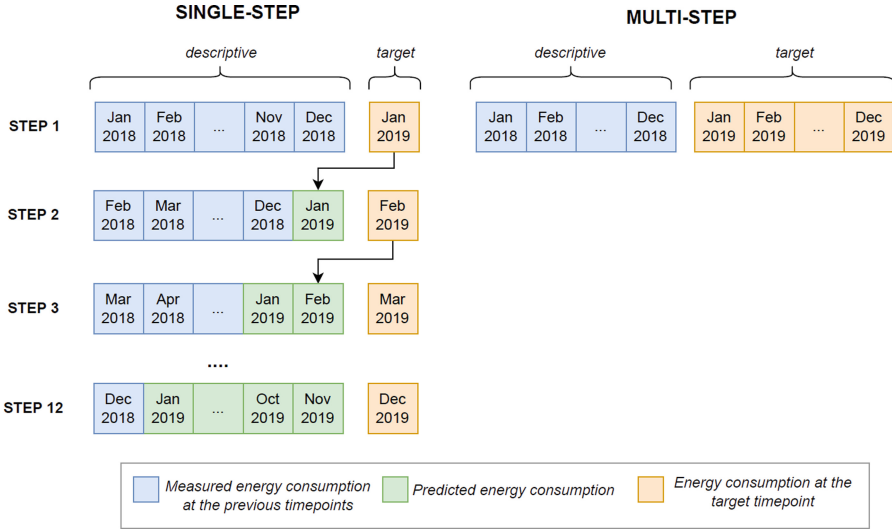 SINGLE-STEP
MULTI-STEP
descriptive target descriptive target
STEP 1
Jan 2018 Feb 2018 ... Nov 2018 Dec 2018 Jan 2019
Jan 2018 Feb 2018 ... Dec 2018 Jan 2019 Feb 2019 ... Dec 2019
STEP 2
Feb 2018 Mar 2018 ... Dec 2018 Jan 2019 Feb 2019
STEP 3
Mar 2018 Apr 2018 ... Jan 2019 Feb 2019 Mar 2019
....
STEP 12
Dec 2018 Jan 2019 ... Oct 2019 Nov 2019 Dec 2019
Measured energy consumption
at the previous timepoints
Predicted energy consumption
Energy consumption at the
target timepoint